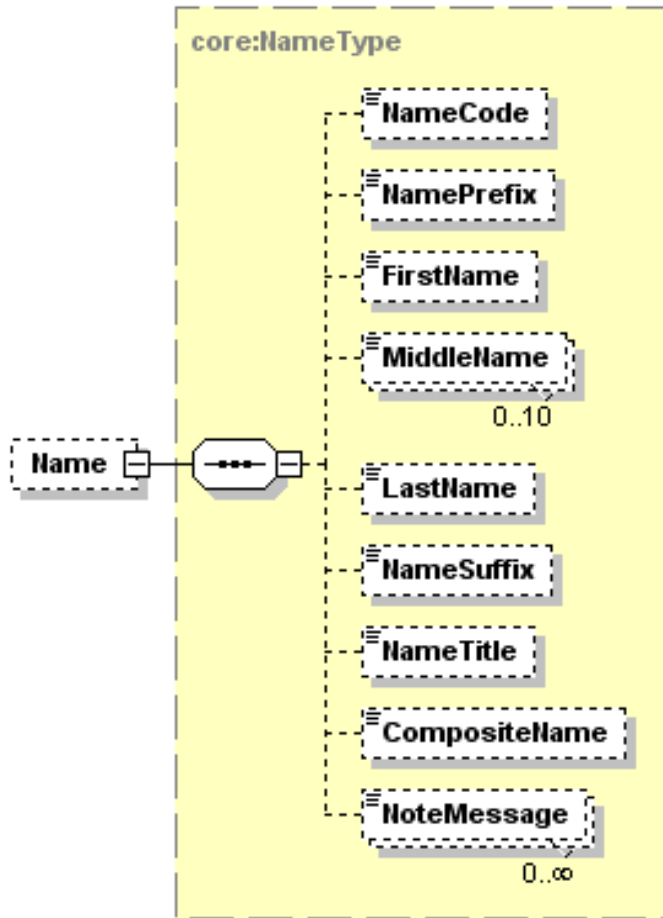 core:NameType
NameCode
NamePrefix
FirstName
MiddleName
0..10
Name
LastName
NameSuffix
NameTitle
CompositeName
NoteMessage
0..∞